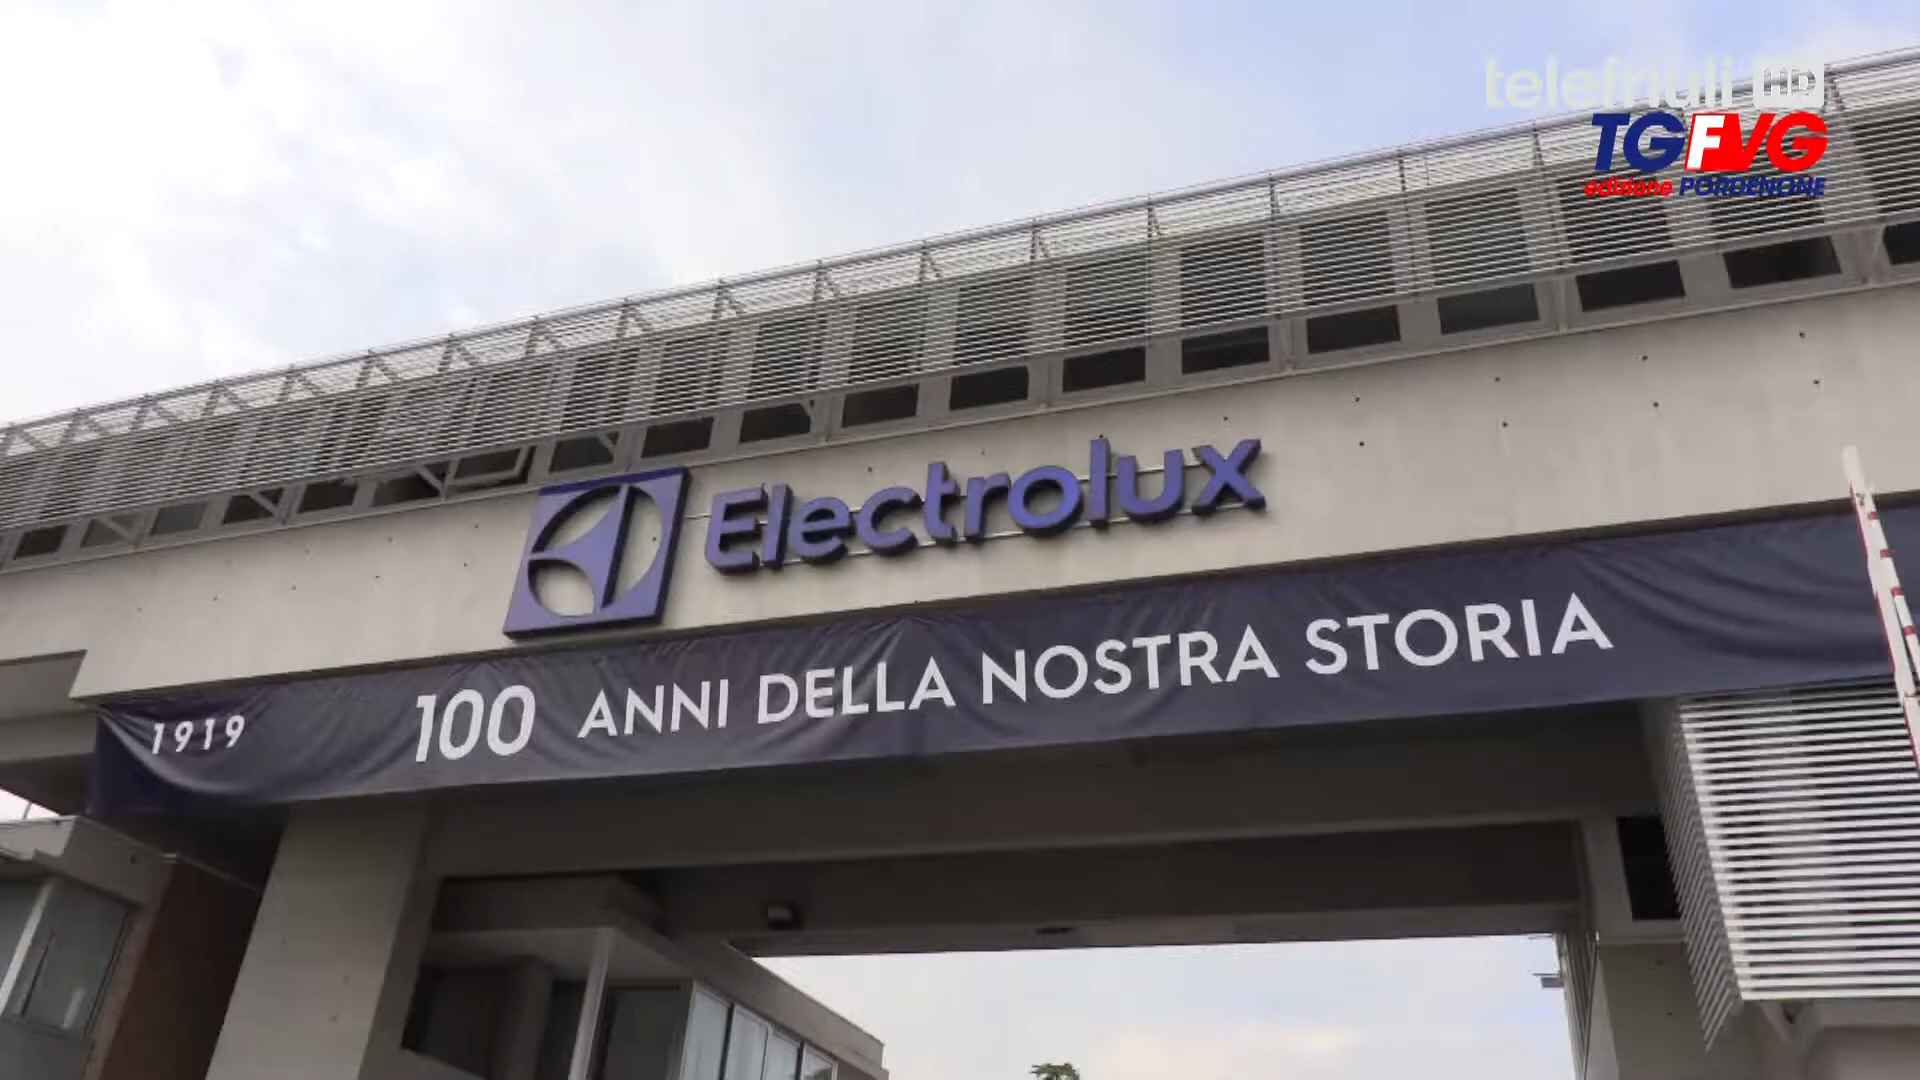 telefriuli HD
TGFVG
edizione PORDENONE
Electrolux
1919 100 ANNI DELLA NOSTRA STORIA